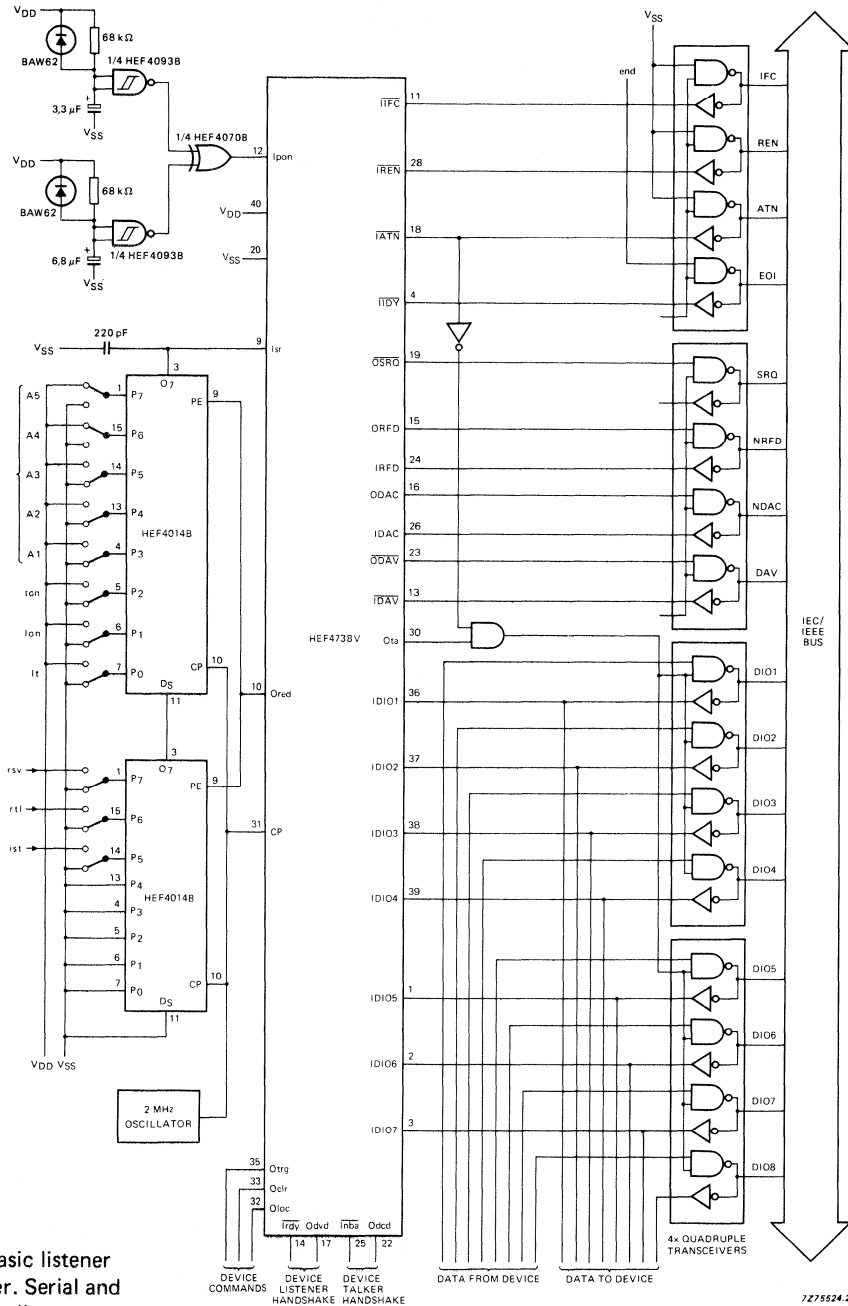 VDD
68 kΩ
BAW62
1/4 HEF4093B
3,3 µF
+
VSS
1/4 HEF4070B
VDD
68 kΩ
BAW62
1/4 HEF4093B
6,8 µF
+
VSS
12 Ipon
VDD 40
VSS 20
220 pF
VSS
9 Isr
3
O7
A5 1 P7 PE 9
A4 15 P6
A3 14 P5
A2 13 P4
HEF4014B
A1 4 P3
ton 5 P2
lon 6 P1
lt 7 P0
CP 10
DS
11
10 Ored
3
O7
rsv 1 P7 PE 9
rtl 15 P6
ist 14 P5
13 P4
HEF4014B
4 P3
5 P2
6 P1
7 P0
CP 10
DS
11
31 CP
VDD VSS
2 MHz
OSCILLATOR
35 Otrg
33 Oclr
32 Oloc
HEF4738V
IIFC 11
IREN 28
IATN 18
IIDY 4
OSRQ 19
ORFD 15
IRFD 24
ODAC 16
IDAC 26
ODAV 23
IDAV 13
Ota 30
IDIO1 36
IDIO2 37
IDIO3 38
IDIO4 39
IDIO5 1
IDIO6 2
IDIO7 3
Irdy Odvd Inba Odcd
14 17 25 22
DEVICE
COMMANDS
DEVICE
LISTENER
HANDSHAKE
DEVICE
TALKER
HANDSHAKE
DATA FROM DEVICE
DATA TO DEVICE
VSS
end
IFC
REN
ATN
EOI
SRQ
NRFD
NDAC
DAV
DIO1
DIO2
DIO3
DIO4
DIO5
DIO6
DIO7
DIO8
4x QUADRUPLE
TRANSCEIVERS
IEC/
IEEE
BUS
asic listener
er. Serial and
7Z75524.2